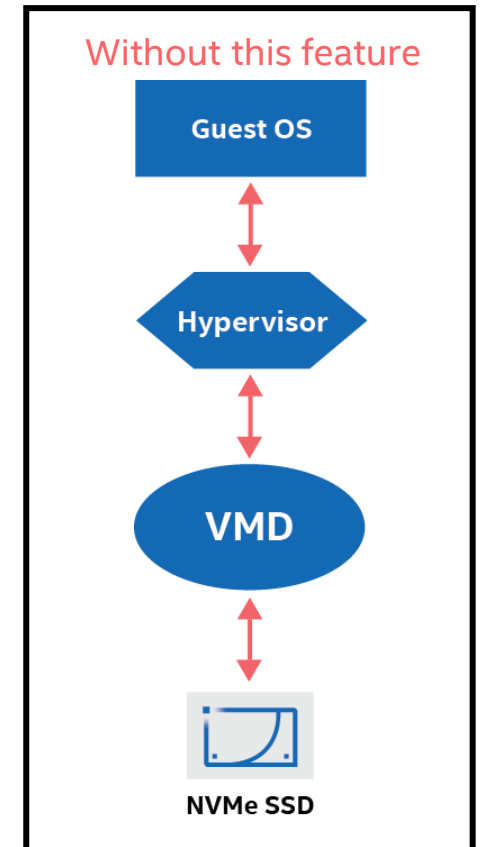 Without this feature
Guest OS
Hypervisor
VMD
NVMe SSD